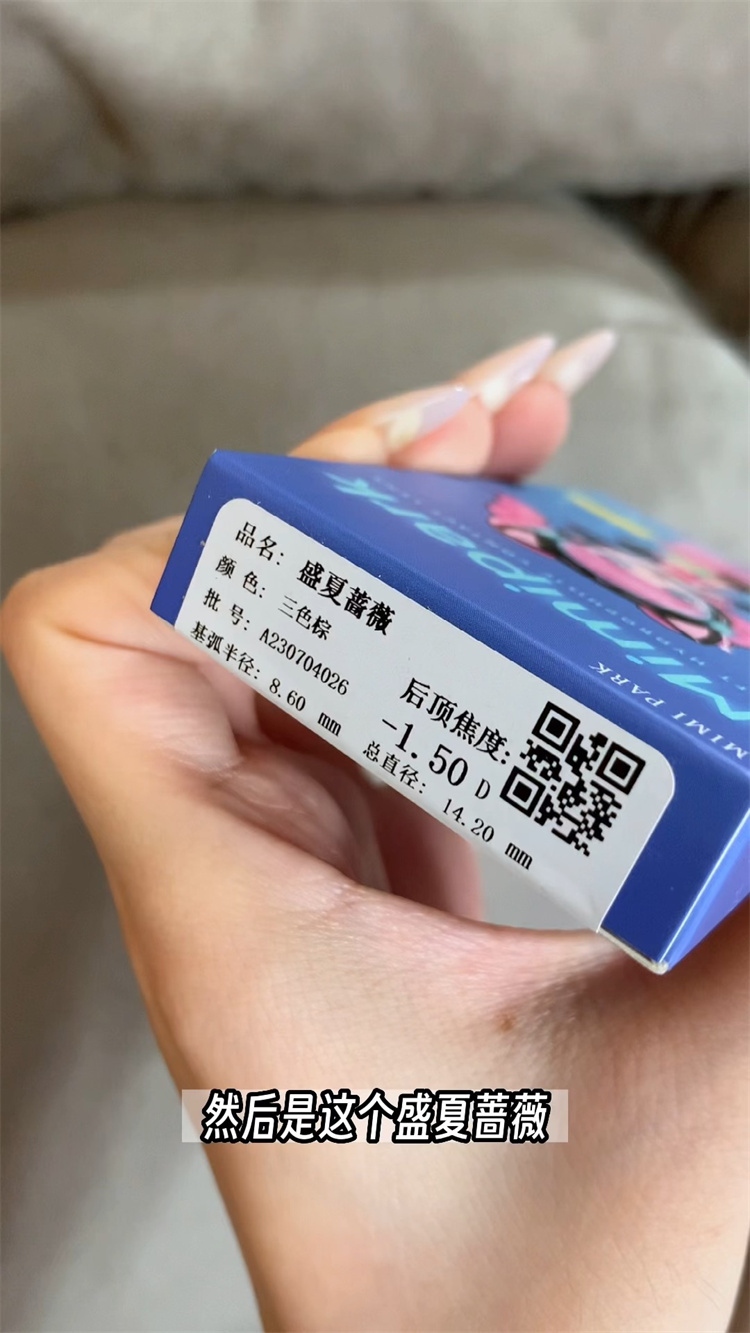 品名：盛夏蔷薇
颜色：三色棕
批号：A230704026
基弧半径：8.60 mm
后顶焦度：
-1.50 D
总直径：14.20 mm
Mimipark
MIMI PARK
然后是这个盛夏蔷薇